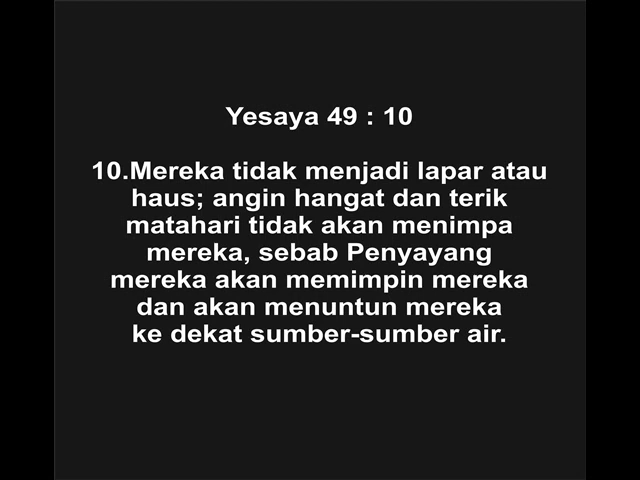 Yesaya 49 : 10
10.Mereka tidak menjadi lapar atau
haus; angin hangat dan terik
matahari tidak akan menimpa
mereka, sebab Penyayang
mereka akan memimpin mereka
dan akan menuntun mereka
ke dekat sumber-sumber air.